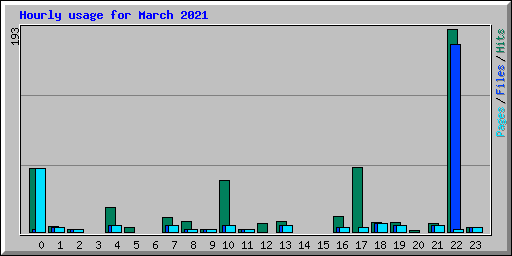 Hourly usage for March 2021
193
Pages/Files/Hits
0 1 2 3 4 5 6 7 8 9 10 11 12 13 14 15 16 17 18 19 20 21 22 23